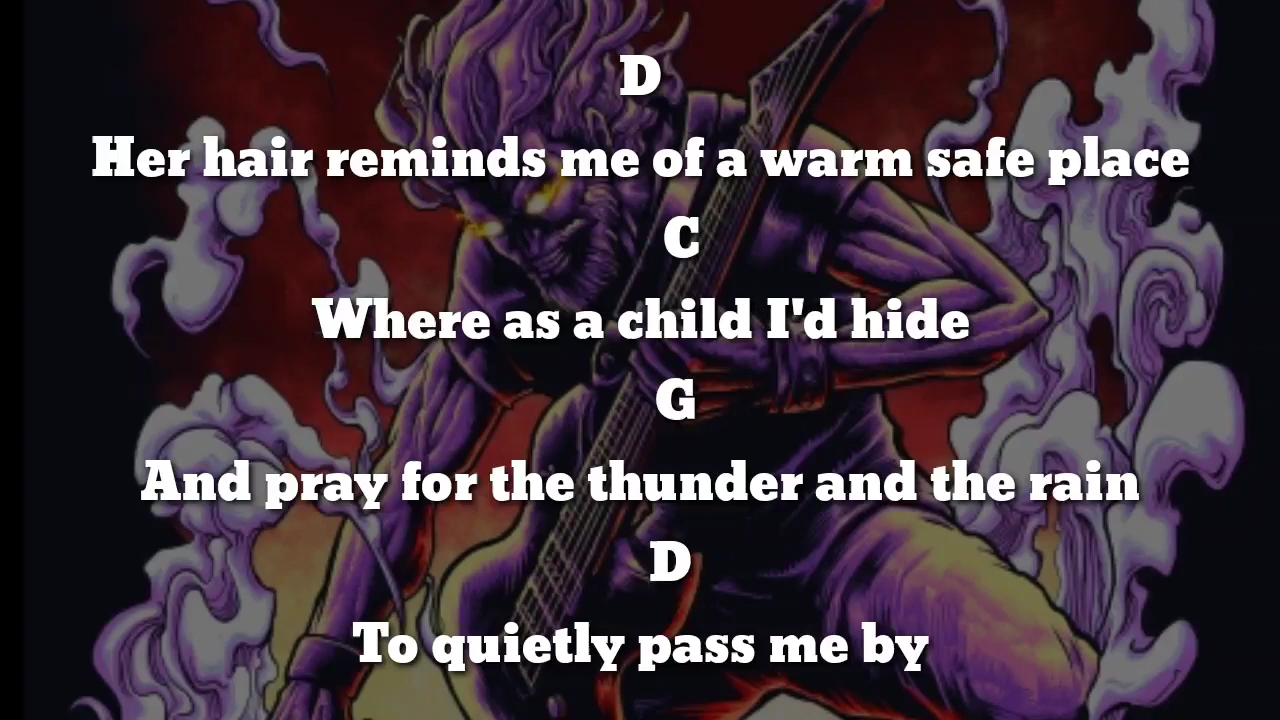 D
Her hair reminds me of a warm safe place
C
Where as a child I'd hide
G
And pray for the thunder and the rain
D
To quietly pass me by